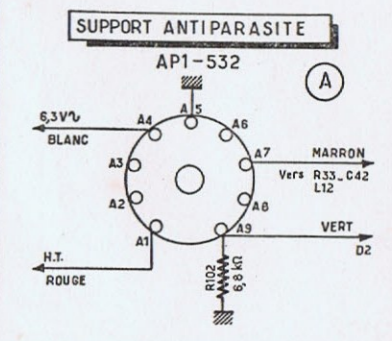 SUPPORT ANTIPARASITE
AP1-532
A
6,3V~
BLANC
A4
A5
A6
A3
A7
MARRON
Vers R33_C42
L12
A2
A8
A1
A9
VERT
D2
H.T.
ROUGE
R102
6,8 kΩ